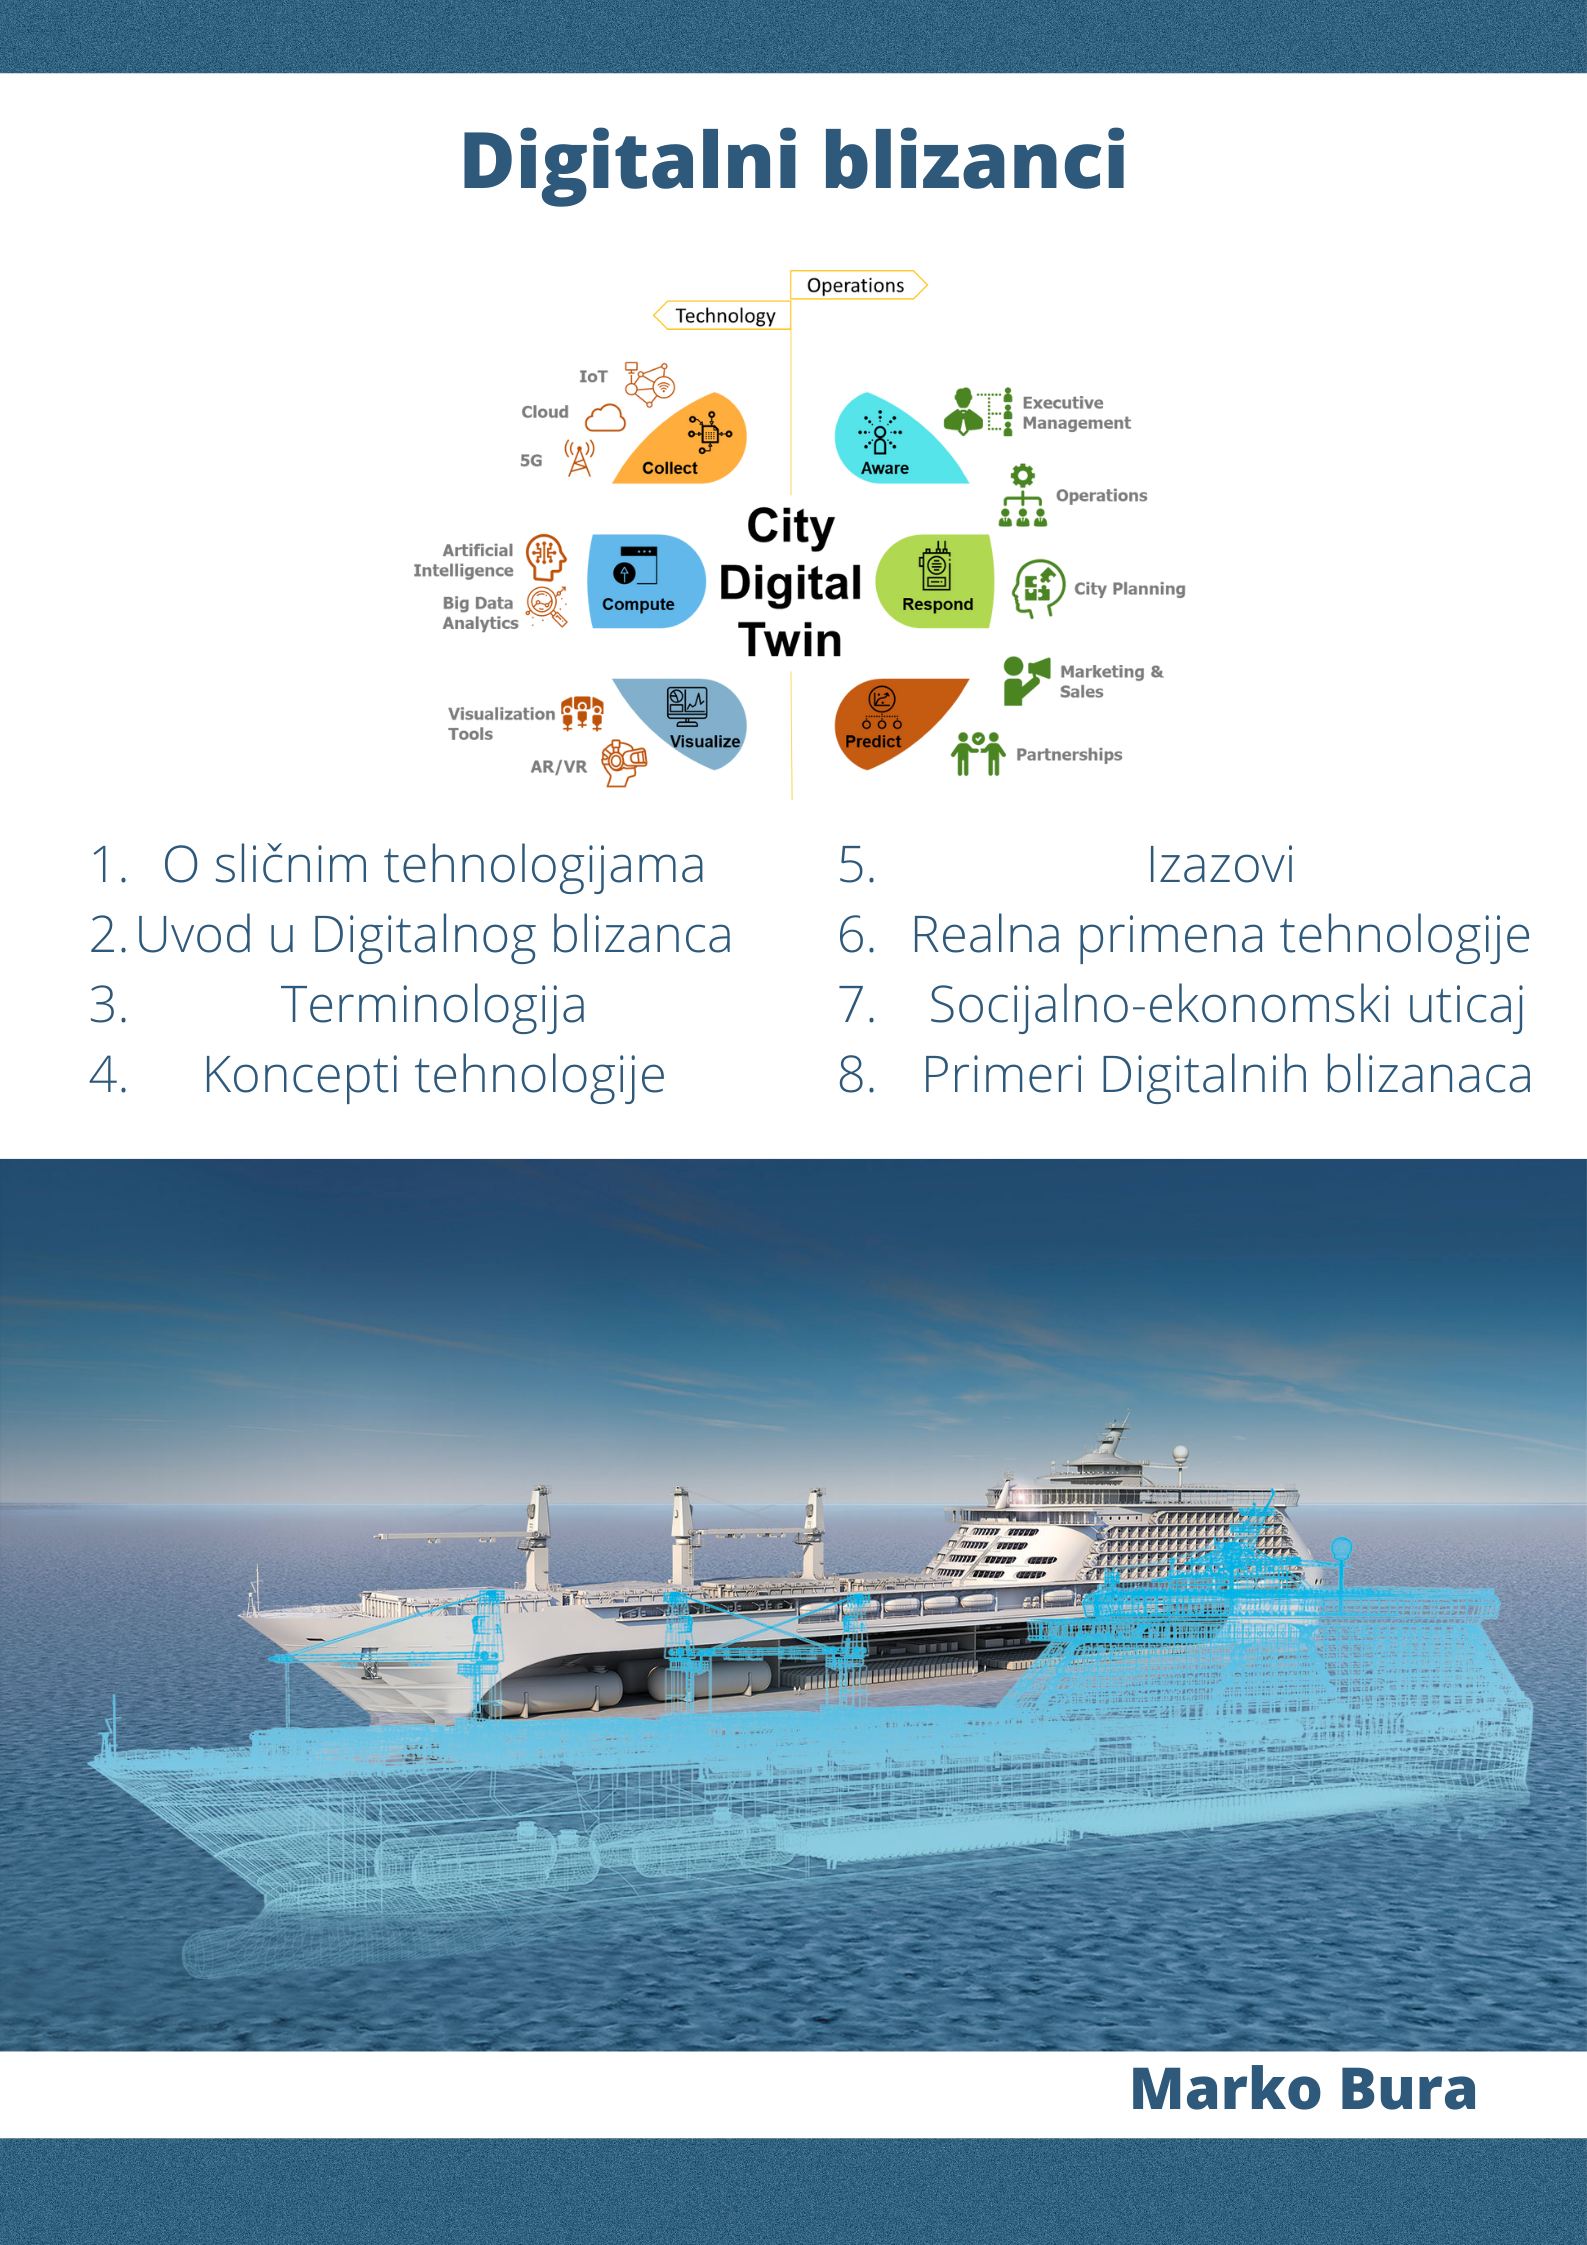 Digitalni blizanci
Operations
Technology
IoT
Cloud
5G
Collect
Artificial
Intelligence
Big Data
Analytics
Compute
Visualization
Tools
AR/VR
Visualize
City
Digital
Twin
Aware
Executive
Management
Operations
Respond
City Planning
Marketing &
Sales
Predict
Partnerships
1. O sličnim tehnologijama
2. Uvod u Digitalnog blizanca
3. Terminologija
4. Koncepti tehnologije
5. Izazovi
6. Realna primena tehnologije
7. Socijalno-ekonomski uticaj
8. Primeri Digitalnih blizanaca
Marko Bura